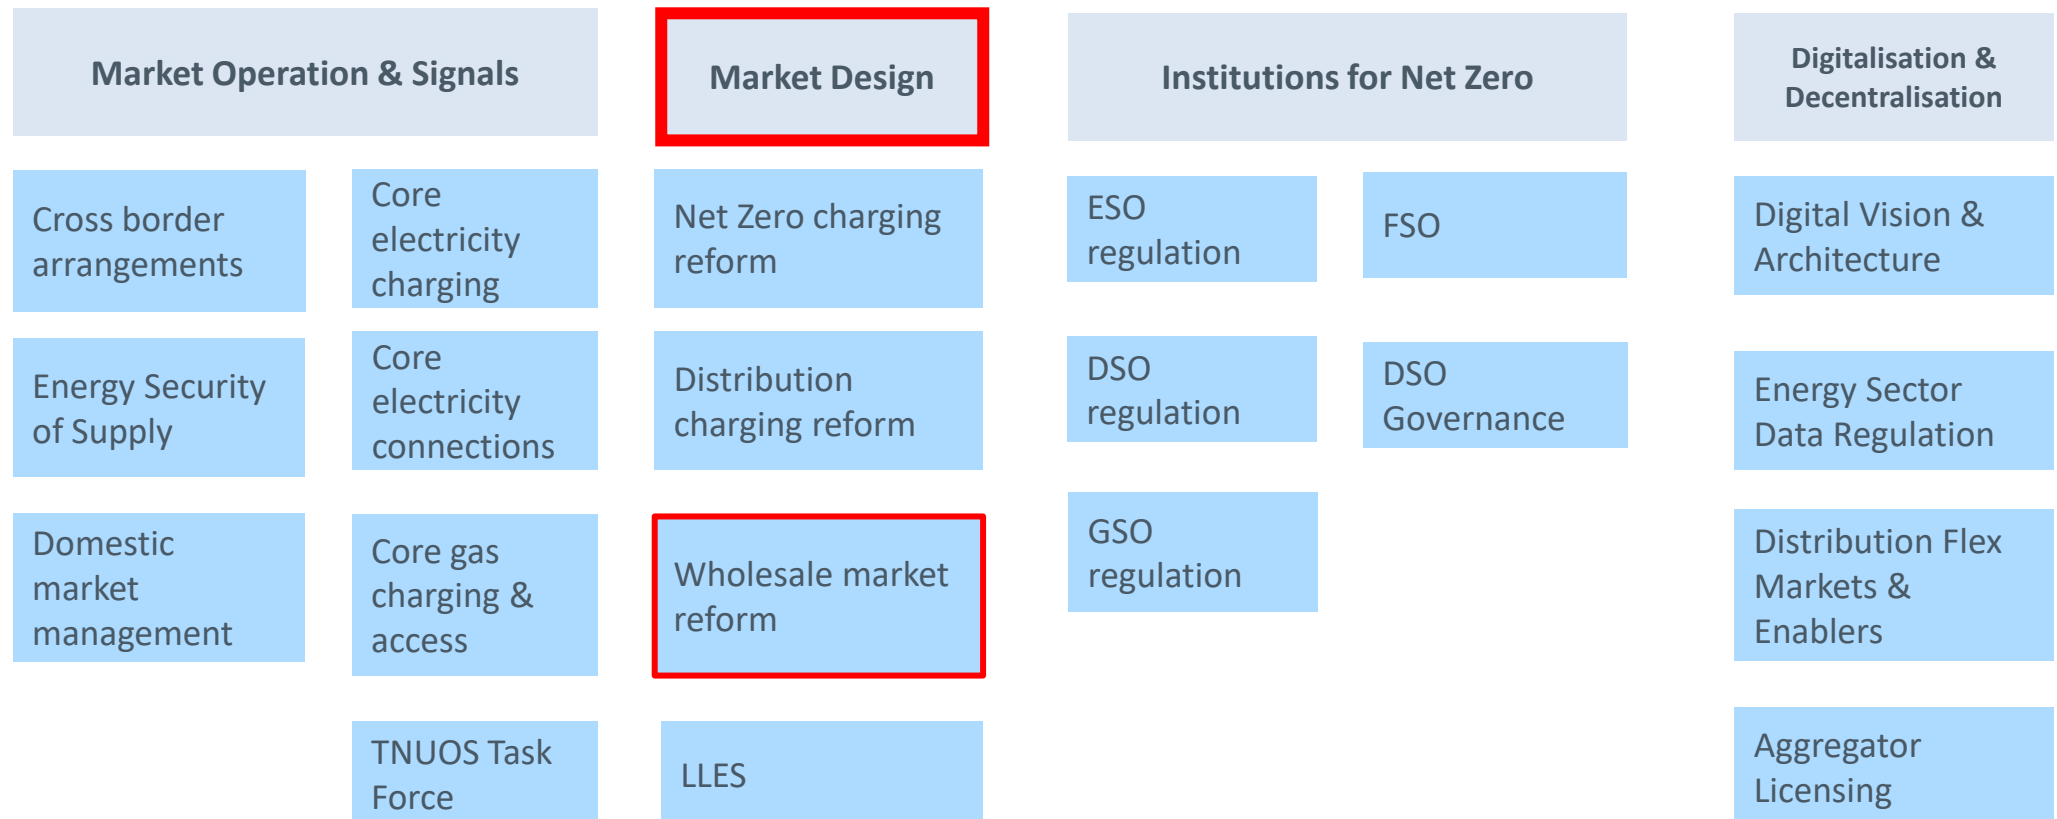 Market Operation & Signals
Cross border
arrangements
Energy Security
of Supply
Domestic
market
management
Core
electricity
charging
Core
electricity
connections
Core gas
charging &
access
TNUOS Task
Force
Market Design
Net Zero charging
reform
Distribution
charging reform
Wholesale market
reform
LLES
Institutions for Net Zero
ESO
regulation
DSO
regulation
GSO
regulation
FSO
DSO
Governance
Digitalisation &
Decentralisation
Digital Vision &
Architecture
Energy Sector
Data Regulation
Distribution Flex
Markets &
Enablers
Aggregator
Licensing